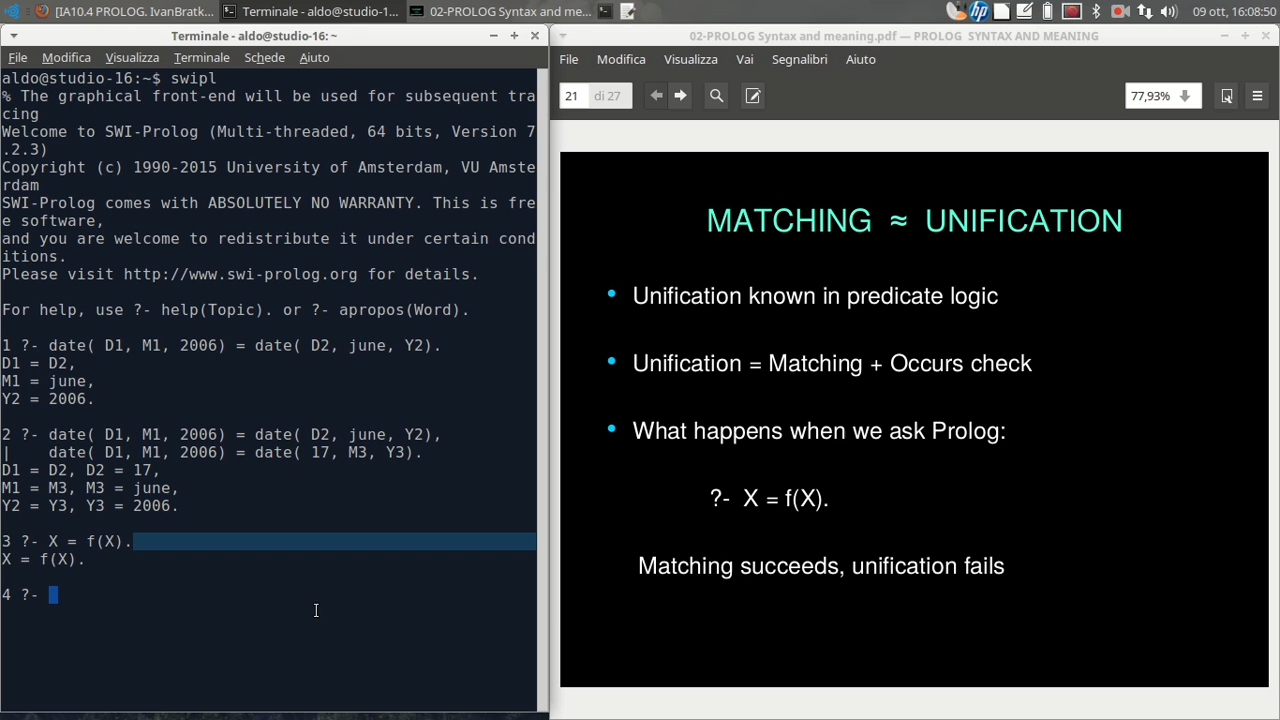 [IA10.4 PROLOG. IvanBratk...
Terminale - aldo@studio-1...
02-PROLOG Syntax and me...
hp
09 ott, 16:08:50
Terminale - aldo@studio-16: ~
File Modifica Visualizza Terminale Schede Aiuto
aldo@studio-16:~$ swipl
% The graphical front-end will be used for subsequent tra
cing
Welcome to SWI-Prolog (Multi-threaded, 64 bits, Version 7
.2.3)
Copyright (c) 1990-2015 University of Amsterdam, VU Amste
rdam
SWI-Prolog comes with ABSOLUTELY NO WARRANTY. This is fre
e software,
and you are welcome to redistribute it under certain cond
itions.
Please visit http://www.swi-prolog.org for details.
For help, use ?- help(Topic). or ?- apropos(Word).
1 ?- date( D1, M1, 2006) = date( D2, june, Y2).
D1 = D2,
M1 = june,
Y2 = 2006.
2 ?- date( D1, M1, 2006) = date( D2, june, Y2),
|    date( D1, M1, 2006) = date( 17, M3, Y3).
D1 = D2, D2 = 17,
M1 = M3, M3 = june,
Y2 = Y3, Y3 = 2006.
3 ?- X = f(X).
X = f(X).
4 ?-
02-PROLOG Syntax and meaning.pdf — PROLOG SYNTAX AND MEANING
File Modifica Visualizza Vai Segnalibri Aiuto
21 di 27
77,93%
MATCHING ≈ UNIFICATION
• Unification known in predicate logic
• Unification = Matching + Occurs check
• What happens when we ask Prolog:
?- X = f(X).
Matching succeeds, unification fails